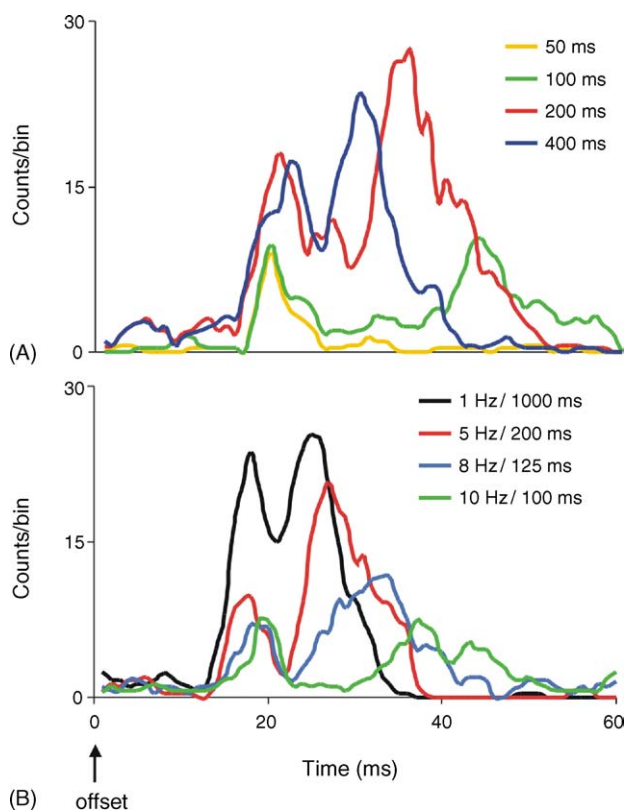 30
15
0
Counts/bin
50 ms
100 ms
200 ms
400 ms
(A)
30
15
0
Counts/bin
1 Hz / 1000 ms
5 Hz / 200 ms
8 Hz / 125 ms
10 Hz / 100 ms
0
20
40
60
Time (ms)
offset
(B)